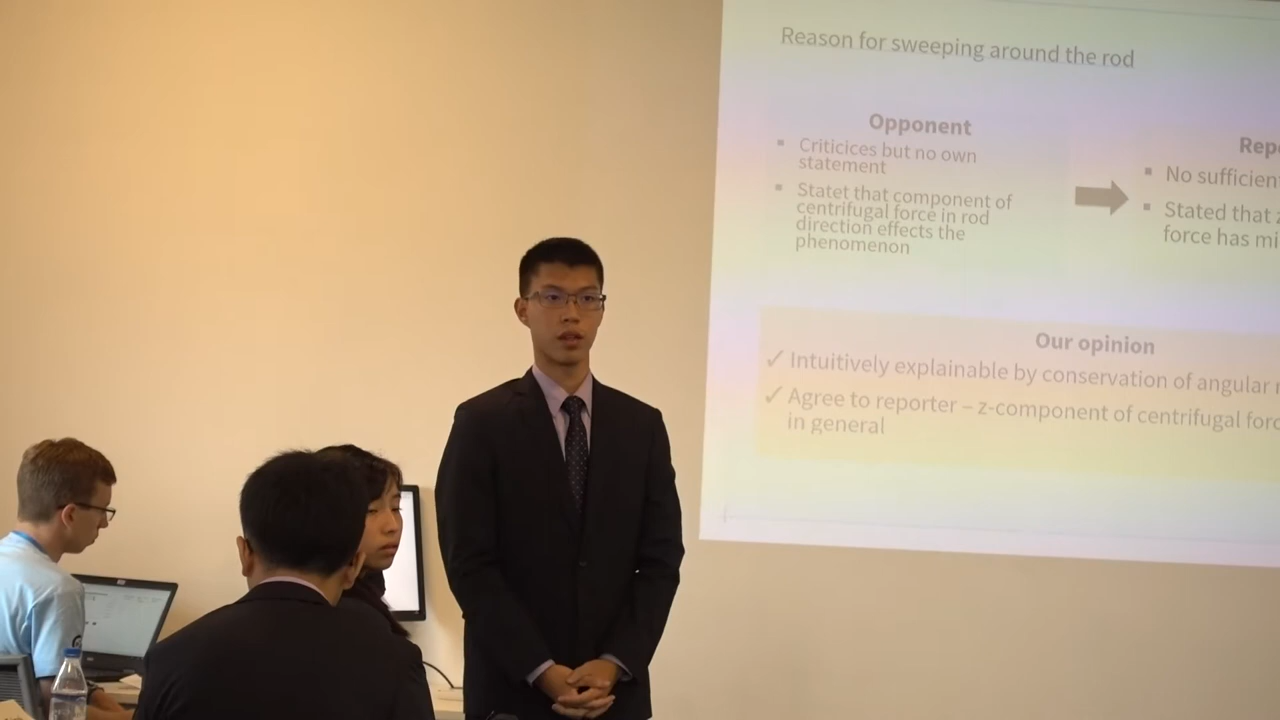 Reason for sweeping around the rod
Opponent
▪ Criticices but no own
statement
▪ Statet that component of
centrifugal force in rod
direction effects the
phenomenon
▪ No sufficient
▪ Stated that
force has
Our opinion
✓ Intuitively explainable by conservation of angular
✓ Agree to reporter – z-component of centrifugal
in general